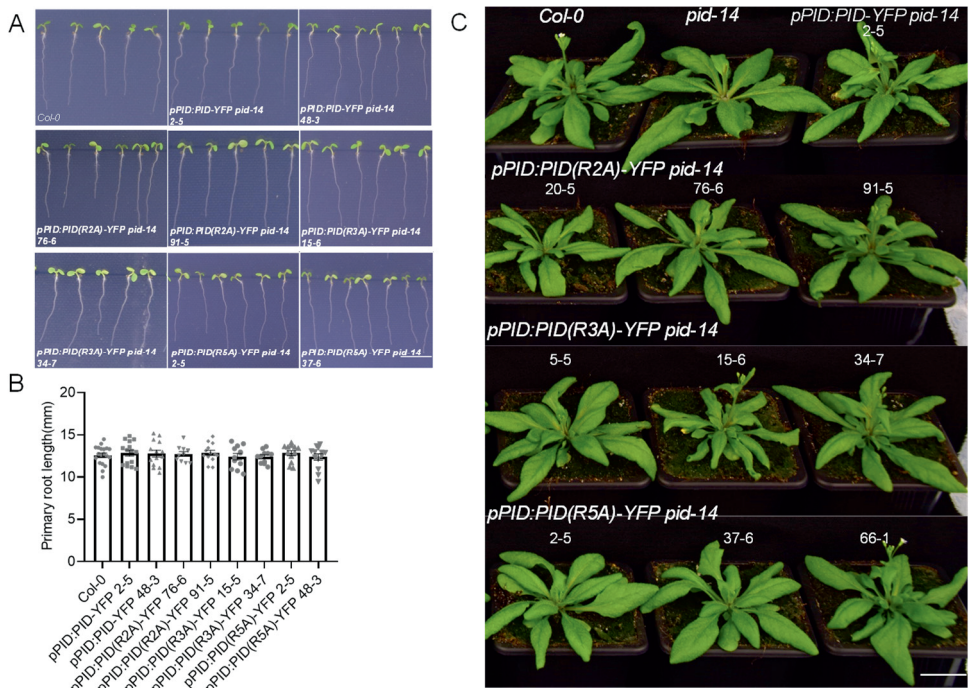 A
Col-0
pPID:PID-YFP pid-14
2-5
pPID:PID-YFP pid-14
48-3
pPID:PID(R2A)-YFP pid-14
76-6
pPID:PID(R2A)-YFP pid-14
91-5
pPID:PID(R3A)-YFP pid-14
15-6
pPID:PID(R3A)-YFP pid-14
34-7
pPID:PID(R5A)-YFP pid-14
2-5
pPID:PID(R5A)-YFP pid-14
37-6
B
Primary root length(mm)
20
15
10
5
0
Col-0
pPID:PID-YFP 2-5
pPID:PID-YFP 48-3
pPID:PID(R2A)-YFP 76-6
pPID:PID(R2A)-YFP 91-5
pPID:PID(R3A)-YFP 15-5
pPID:PID(R3A)-YFP 34-7
pPID:PID(R5A)-YFP 2-5
pPID:PID(R5A)-YFP 48-3
C
Col-0
pid-14
pPID:PID-YFP pid-14
2-5
pPID:PID(R2A)-YFP pid-14
20-5
76-6
91-5
pPID:PID(R3A)-YFP pid-14
5-5
15-6
34-7
pPID:PID(R5A)-YFP pid-14
2-5
37-6
66-1